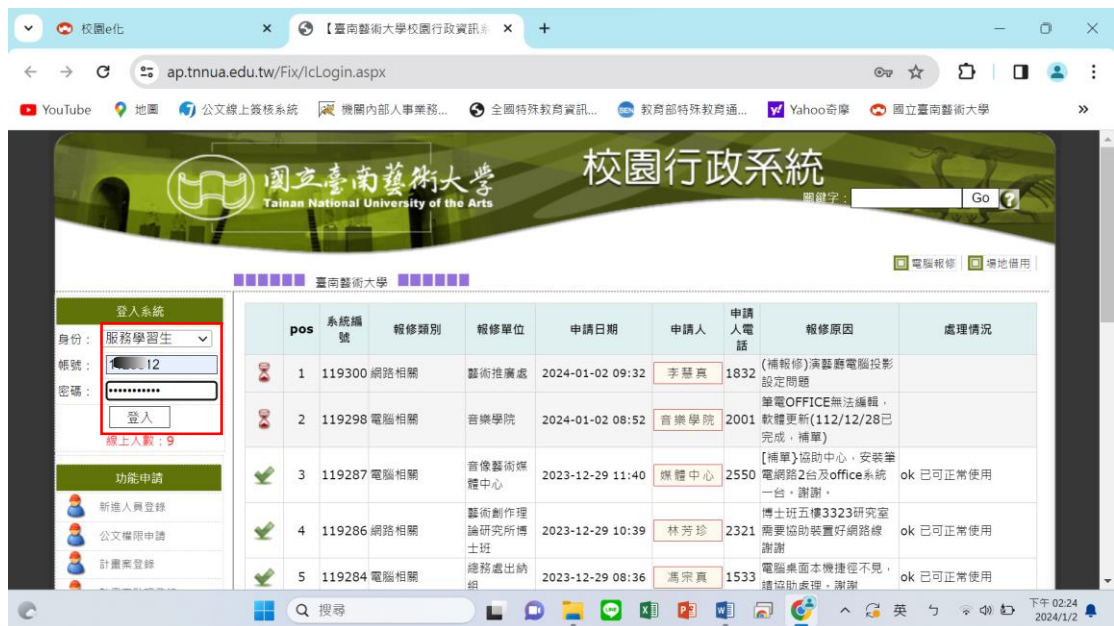 校園e化
【臺南藝術大學校園行政資訊系
ap.tnnua.edu.tw/Fix/IcLogin.aspx
YouTube 地圖 公文線上簽核系統 機關內部人事業務... 全國特殊教育資訊... 教育部特殊教育通... Yahoo奇摩 國立臺南藝術大學 »
國立臺南藝術大學
Tainan National University of the Arts
校園行政系統
關鍵字： Go ?
電腦報修 場地借用
臺南藝術大學
登入系統
身份： 服務學習生
帳號： 1 12
密碼： •••••••••••
登入
線上人數：9
功能申請
新進人員登錄
公文權限申請
計畫案登錄
pos 系統編號 報修類別 報修單位 申請日期 申請人 申請人電話 報修原因 處理情況
1 119300 網路相關 藝術推廣處 2024-01-02 09:32 李慧真 1832 (補報修)演藝廳電腦投影設定問題
2 119298 電腦相關 音樂學院 2024-01-02 08:52 音樂學院 2001 筆電OFFICE無法編輯，軟體更新(112/12/28已完成，補單)
3 119287 電腦相關 音像藝術媒體中心 2023-12-29 11:40 媒體中心 2550 [補單}協助中心，安裝筆電網路2台及office系統一台。謝謝。 ok 已可正常使用
4 119286 網路相關 藝術創作理論研究所博士班 2023-12-29 10:39 林芳珍 2321 博士班五樓3323研究室需要協助裝置好網路線 謝謝 ok 已可正常使用
5 119284 電腦相關 總務處出納組 2023-12-29 08:36 馮宗真 1533 電腦桌面本機捷徑不見，請協助處理。謝謝 ok 已可正常使用
搜尋
英
下午 02:24
2024/1/2